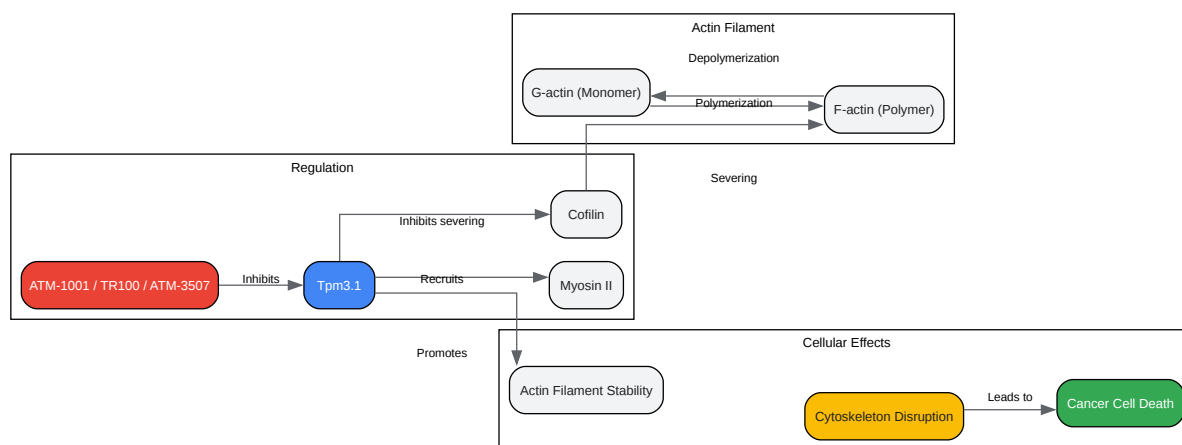 Actin Filament
Depolymerization
G-actin (Monomer)
Polymerization
F-actin (Polymer)
Regulation
Severing
Cofilin
Inhibits severing
ATM-1001 / TR100 / ATM-3507
Inhibits
Tpm3.1
Recruits
Myosin II
Cellular Effects
Promotes
Actin Filament Stability
Cytoskeleton Disruption
Leads to
Cancer Cell Death